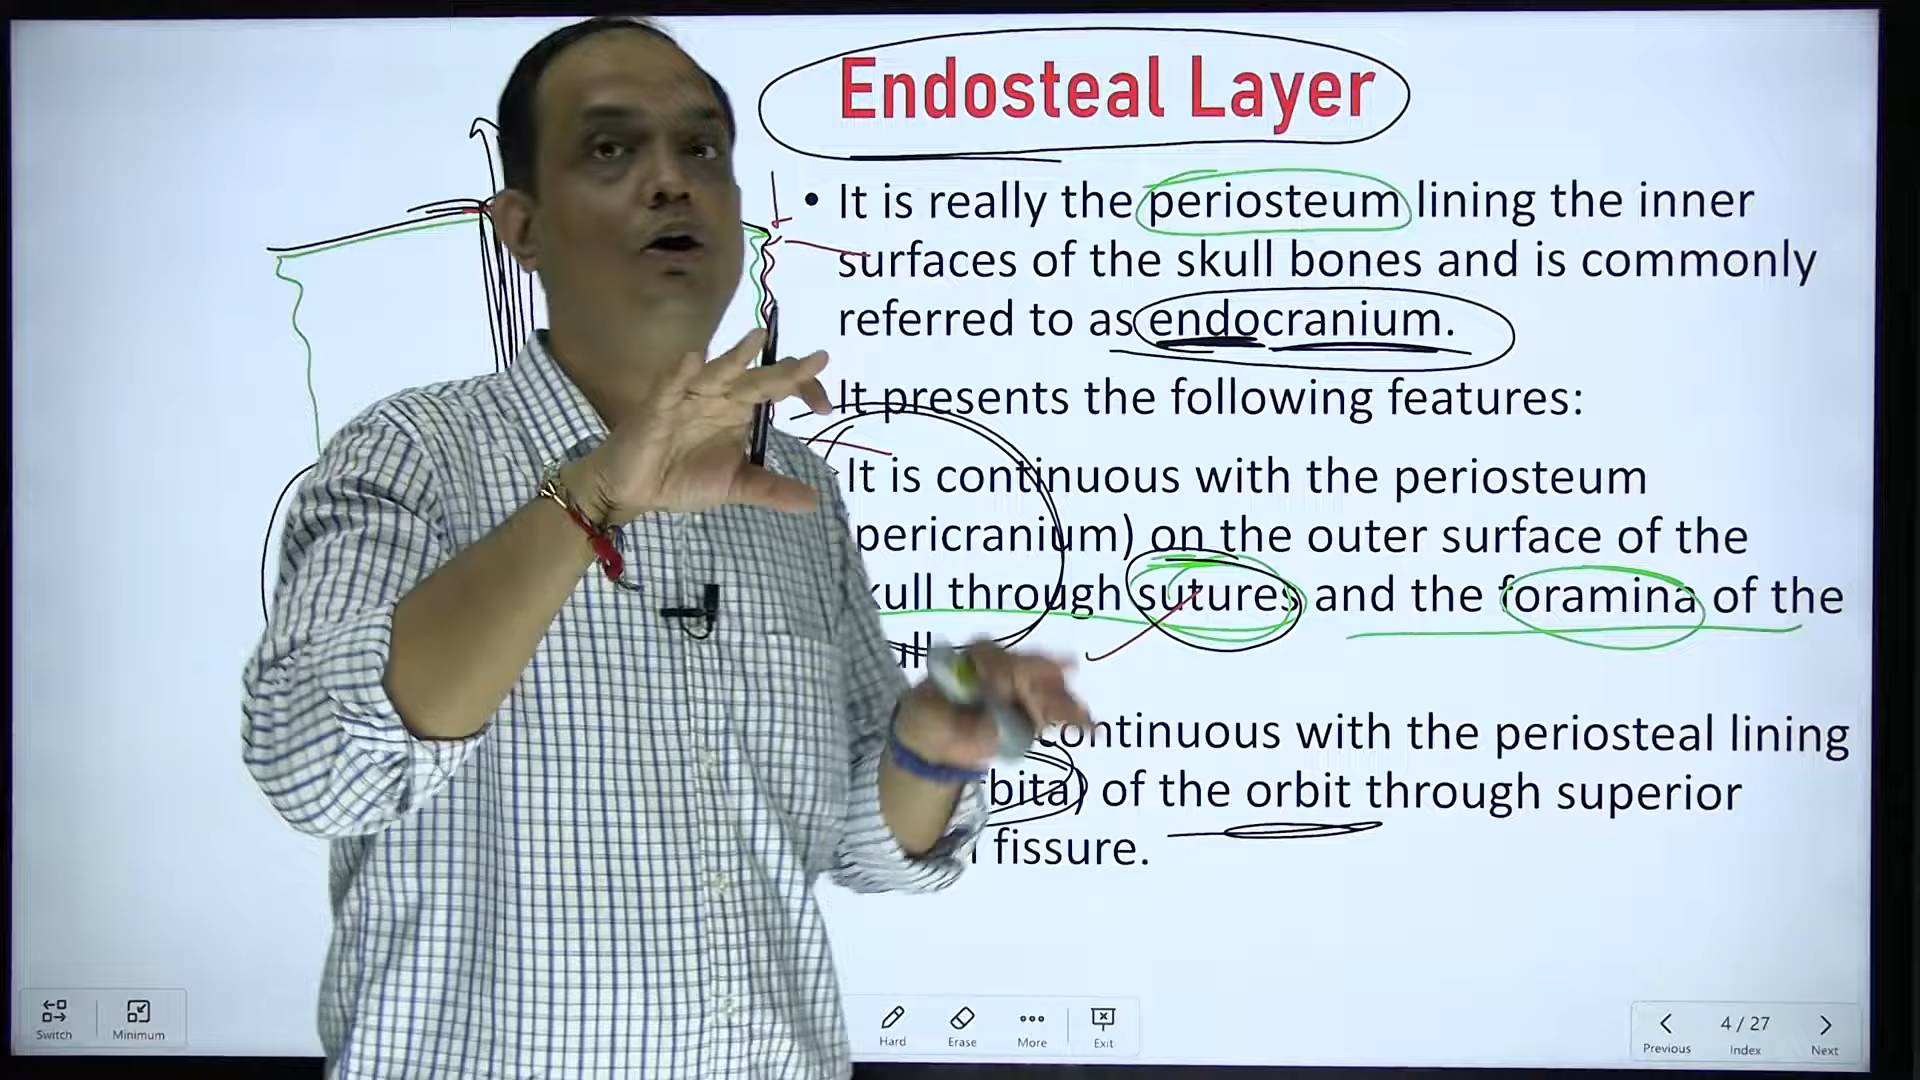 Endosteal Layer
• It is really the periosteum lining the inner
surfaces of the skull bones and is commonly
referred to as endocranium.
It presents the following features:
It is continuous with the periosteum
(pericranium) on the outer surface of the
through sutures and the foramina of the
continuous with the periosteal lining
of the orbit through superior
fissure.
Switch
Minimum
Hard
Erase
More
Exit
Previous
4 / 27
Index
Next